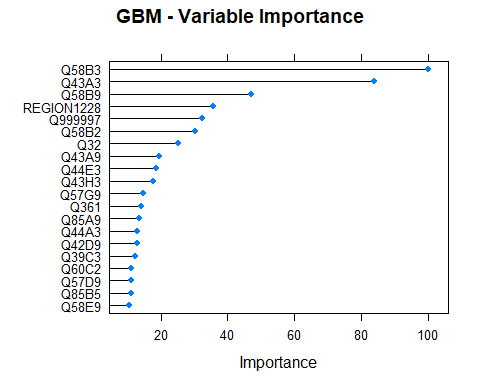 GBM - Variable Importance
Q58B3
Q43A3
Q58B9
REGION1228
Q999997
Q58B2
Q32
Q43A9
Q44E3
Q43H3
Q57G9
Q361
Q85A9
Q44A3
Q42D9
Q39C3
Q60C2
Q57D9
Q85B5
Q58E9
20 40 60 80 100
Importance